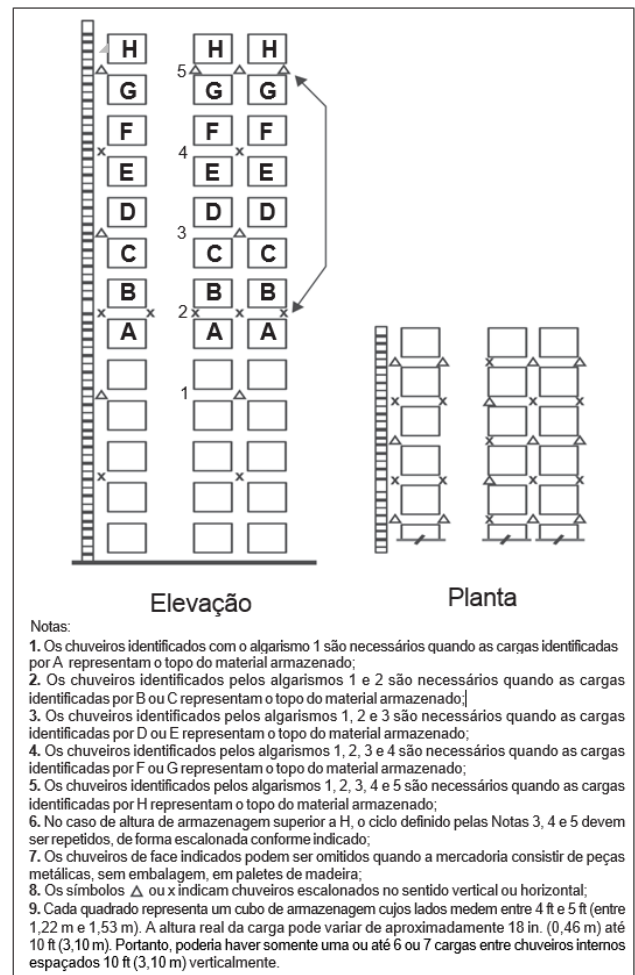 H H H
5
G G G
F F F
4
E E E
D D D
3
C C C
B B B
x x 2 x x x
A A A
1
x x
Elevação
Planta
Notas:
1. Os chuveiros identificados com o algarismo 1 são necessários quando as cargas identificadas
por A representam o topo do material armazenado;
2. Os chuveiros identificados pelos algarismos 1 e 2 são necessários quando as cargas
identificadas por B ou C representam o topo do material armazenado;
3. Os chuveiros identificados pelos algarismos 1, 2 e 3 são necessários quando as cargas
identificadas por D ou E representam o topo do material armazenado;
4. Os chuveiros identificados pelos algarismos 1, 2, 3 e 4 são necessários quando as cargas
identificadas por F ou G representam o topo do material armazenado;
5. Os chuveiros identificados pelos algarismos 1, 2, 3, 4 e 5 são necessários quando as cargas
identificadas por H representam o topo do material armazenado;
6. No caso de altura de armazenagem superior a H, o ciclo definido pelas Notas 3, 4 e 5 devem
ser repetidos, de forma escalonada conforme indicado;
7. Os chuveiros de face indicados podem ser omitidos quando a mercadoria consistir de peças
metálicas, sem embalagem, em paletes de madeira;
8. Os símbolos △ ou x indicam chuveiros escalonados no sentido vertical ou horizontal;
9. Cada quadrado representa um cubo de armazenagem cujos lados medem entre 4 ft e 5 ft (entre
1,22 m e 1,53 m). A altura real da carga pode variar de aproximadamente 18 in. (0,46 m) até
10 ft (3,10 m). Portanto, poderia haver somente uma ou até 6 ou 7 cargas entre chuveiros internos
espaçados 10 ft (3,10 m) verticalmente.